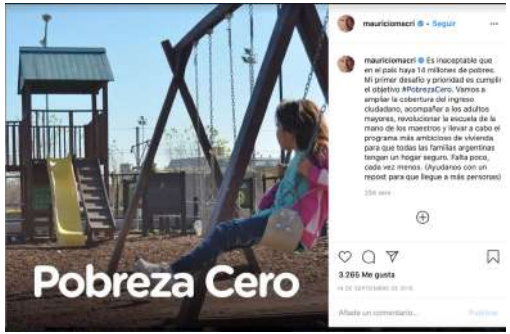 mauriciomacri • Seguir
mauriciomacri Es inaceptable que
en el país haya 14 millones de pobres.
Mi primer desafío y prioridad es cumplir
el objetivo #PobrezaCero. Vamos a
ampliar la cobertura del ingreso
ciudadano, acompañar a los adultos
mayores, revolucionar la escuela de la
mano de los maestros y llevar a cabo el
programa más ambicioso de vivienda
para que todas las familias argentinas
tengan un hogar seguro. Falta poco,
cada vez menos. (Ayudanos con un
repost para que llegue a más personas)
sem
Pobreza Cero
3.265 Me gusta
DE SEPTIEMBRE DE
Añade un comentario...
Publicar